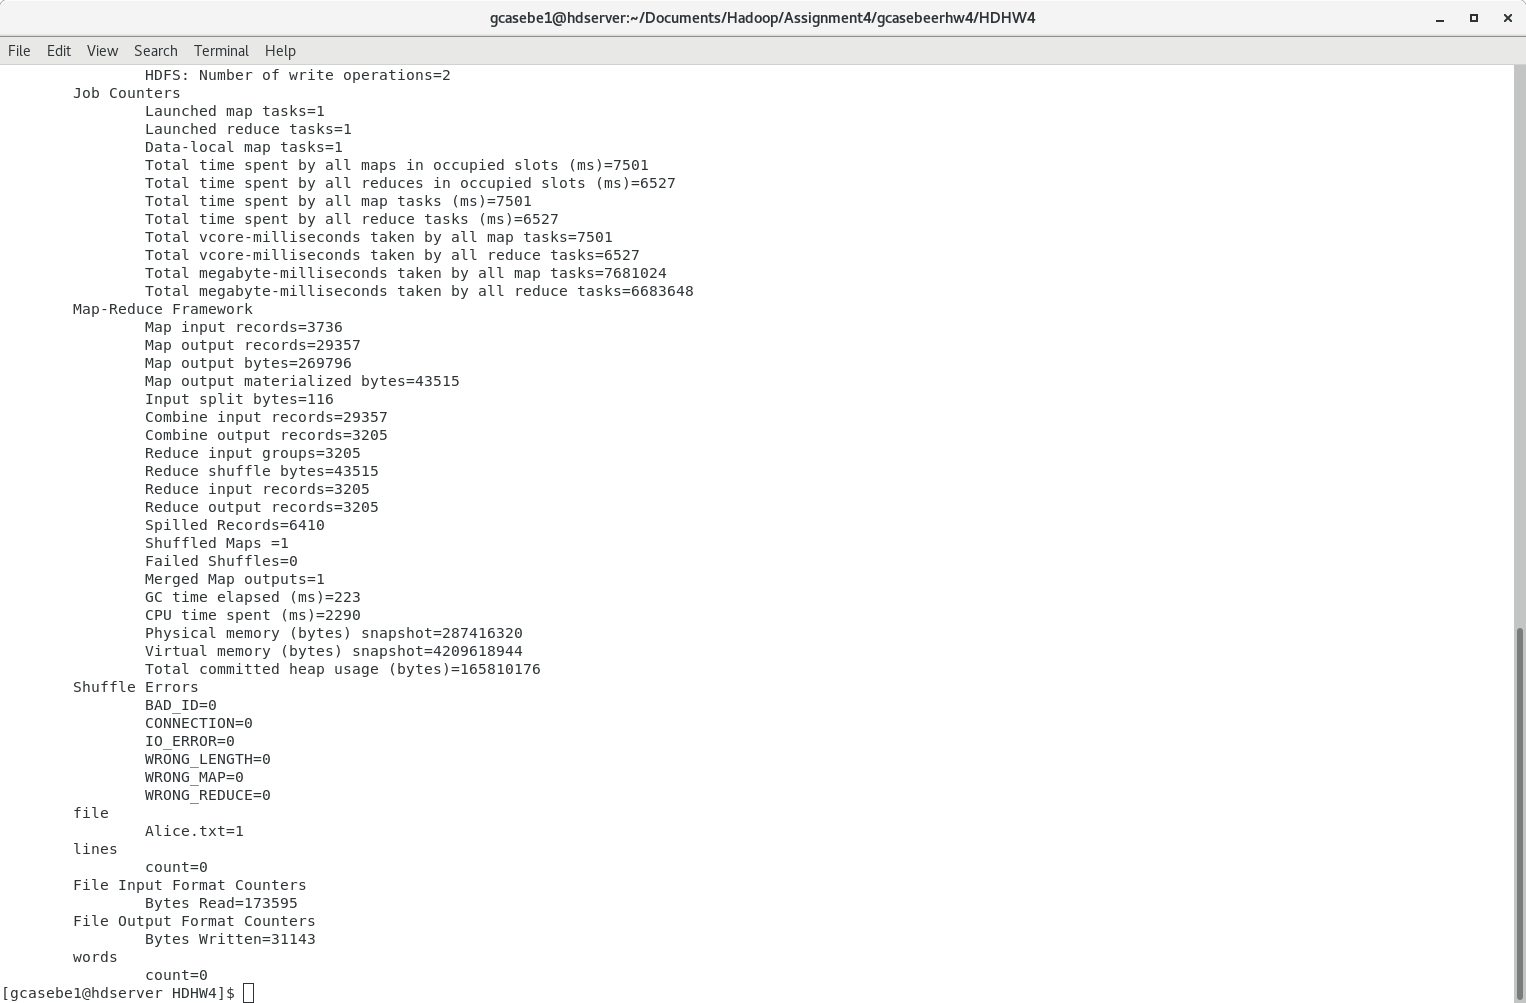 gcasebe1@hdserver:~/Documents/Hadoop/Assignment4/gcasebeerhw4/HDHW4
File Edit View Search Terminal Help
HDFS: Number of write operations=2
Job Counters
Launched map tasks=1
Launched reduce tasks=1
Data-local map tasks=1
Total time spent by all maps in occupied slots (ms)=7501
Total time spent by all reduces in occupied slots (ms)=6527
Total time spent by all map tasks (ms)=7501
Total time spent by all reduce tasks (ms)=6527
Total vcore-milliseconds taken by all map tasks=7501
Total vcore-milliseconds taken by all reduce tasks=6527
Total megabyte-milliseconds taken by all map tasks=7681024
Total megabyte-milliseconds taken by all reduce tasks=6683648
Map-Reduce Framework
Map input records=3736
Map output records=29357
Map output bytes=269796
Map output materialized bytes=43515
Input split bytes=116
Combine input records=29357
Combine output records=3205
Reduce input groups=3205
Reduce shuffle bytes=43515
Reduce input records=3205
Reduce output records=3205
Spilled Records=6410
Shuffled Maps =1
Failed Shuffles=0
Merged Map outputs=1
GC time elapsed (ms)=223
CPU time spent (ms)=2290
Physical memory (bytes) snapshot=287416320
Virtual memory (bytes) snapshot=4209618944
Total committed heap usage (bytes)=165810176
Shuffle Errors
BAD_ID=0
CONNECTION=0
IO_ERROR=0
WRONG_LENGTH=0
WRONG_MAP=0
WRONG_REDUCE=0
file
Alice.txt=1
lines
count=0
File Input Format Counters
Bytes Read=173595
File Output Format Counters
Bytes Written=31143
words
count=0
[gcasebe1@hdserver HDHW4]$